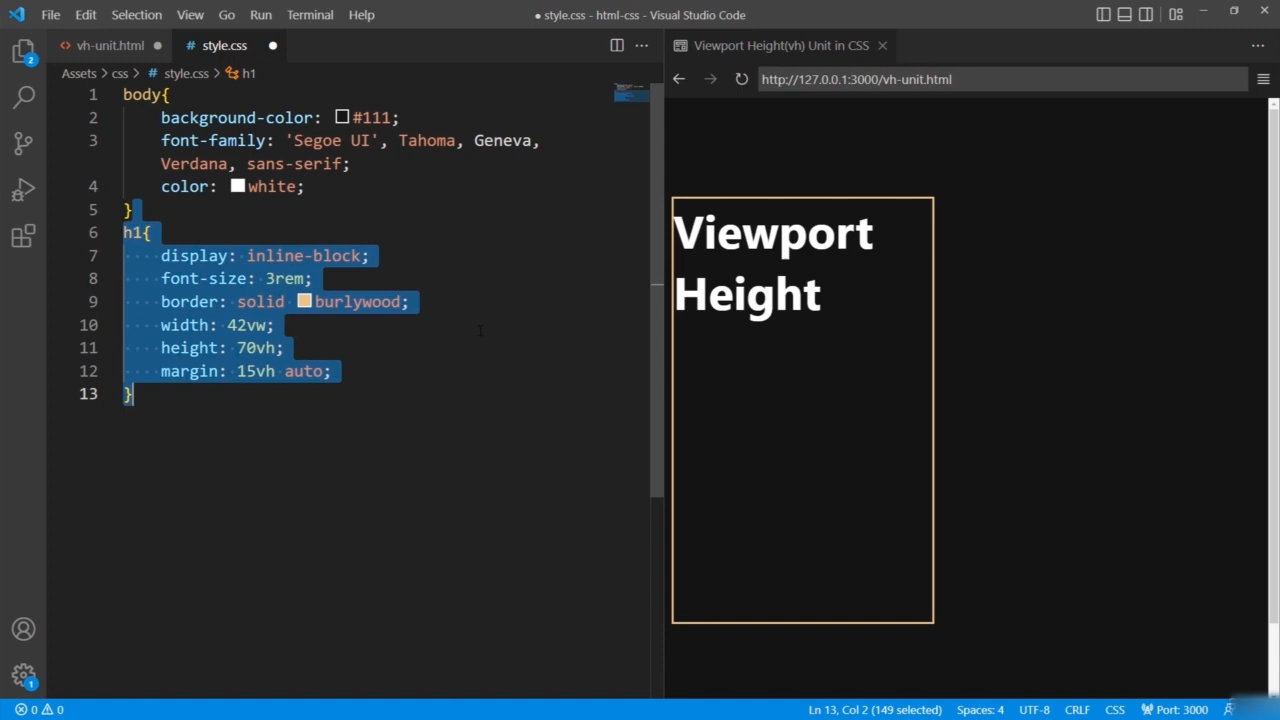 File Edit Selection View Go Run Terminal Help
● style.css - html-css - Visual Studio Code
vh-unit.html
# style.css
Assets > css > # style.css > h1
1 body{
2 background-color: #111;
3 font-family: 'Segoe UI', Tahoma, Geneva,
Verdana, sans-serif;
4 color: white;
5 }
6 h1{
7 display: inline-block;
8 font-size: 3rem;
9 border: solid burlywood;
10 width: 42vw;
11 height: 70vh;
12 margin: 15vh auto;
13 }
Viewport Height(vh) Unit in CSS
http://127.0.0.1:3000/vh-unit.html
Viewport
Height
2
1
0 0
Ln 13, Col 2 (149 selected) Spaces: 4 UTF-8 CRLF CSS Port: 3000